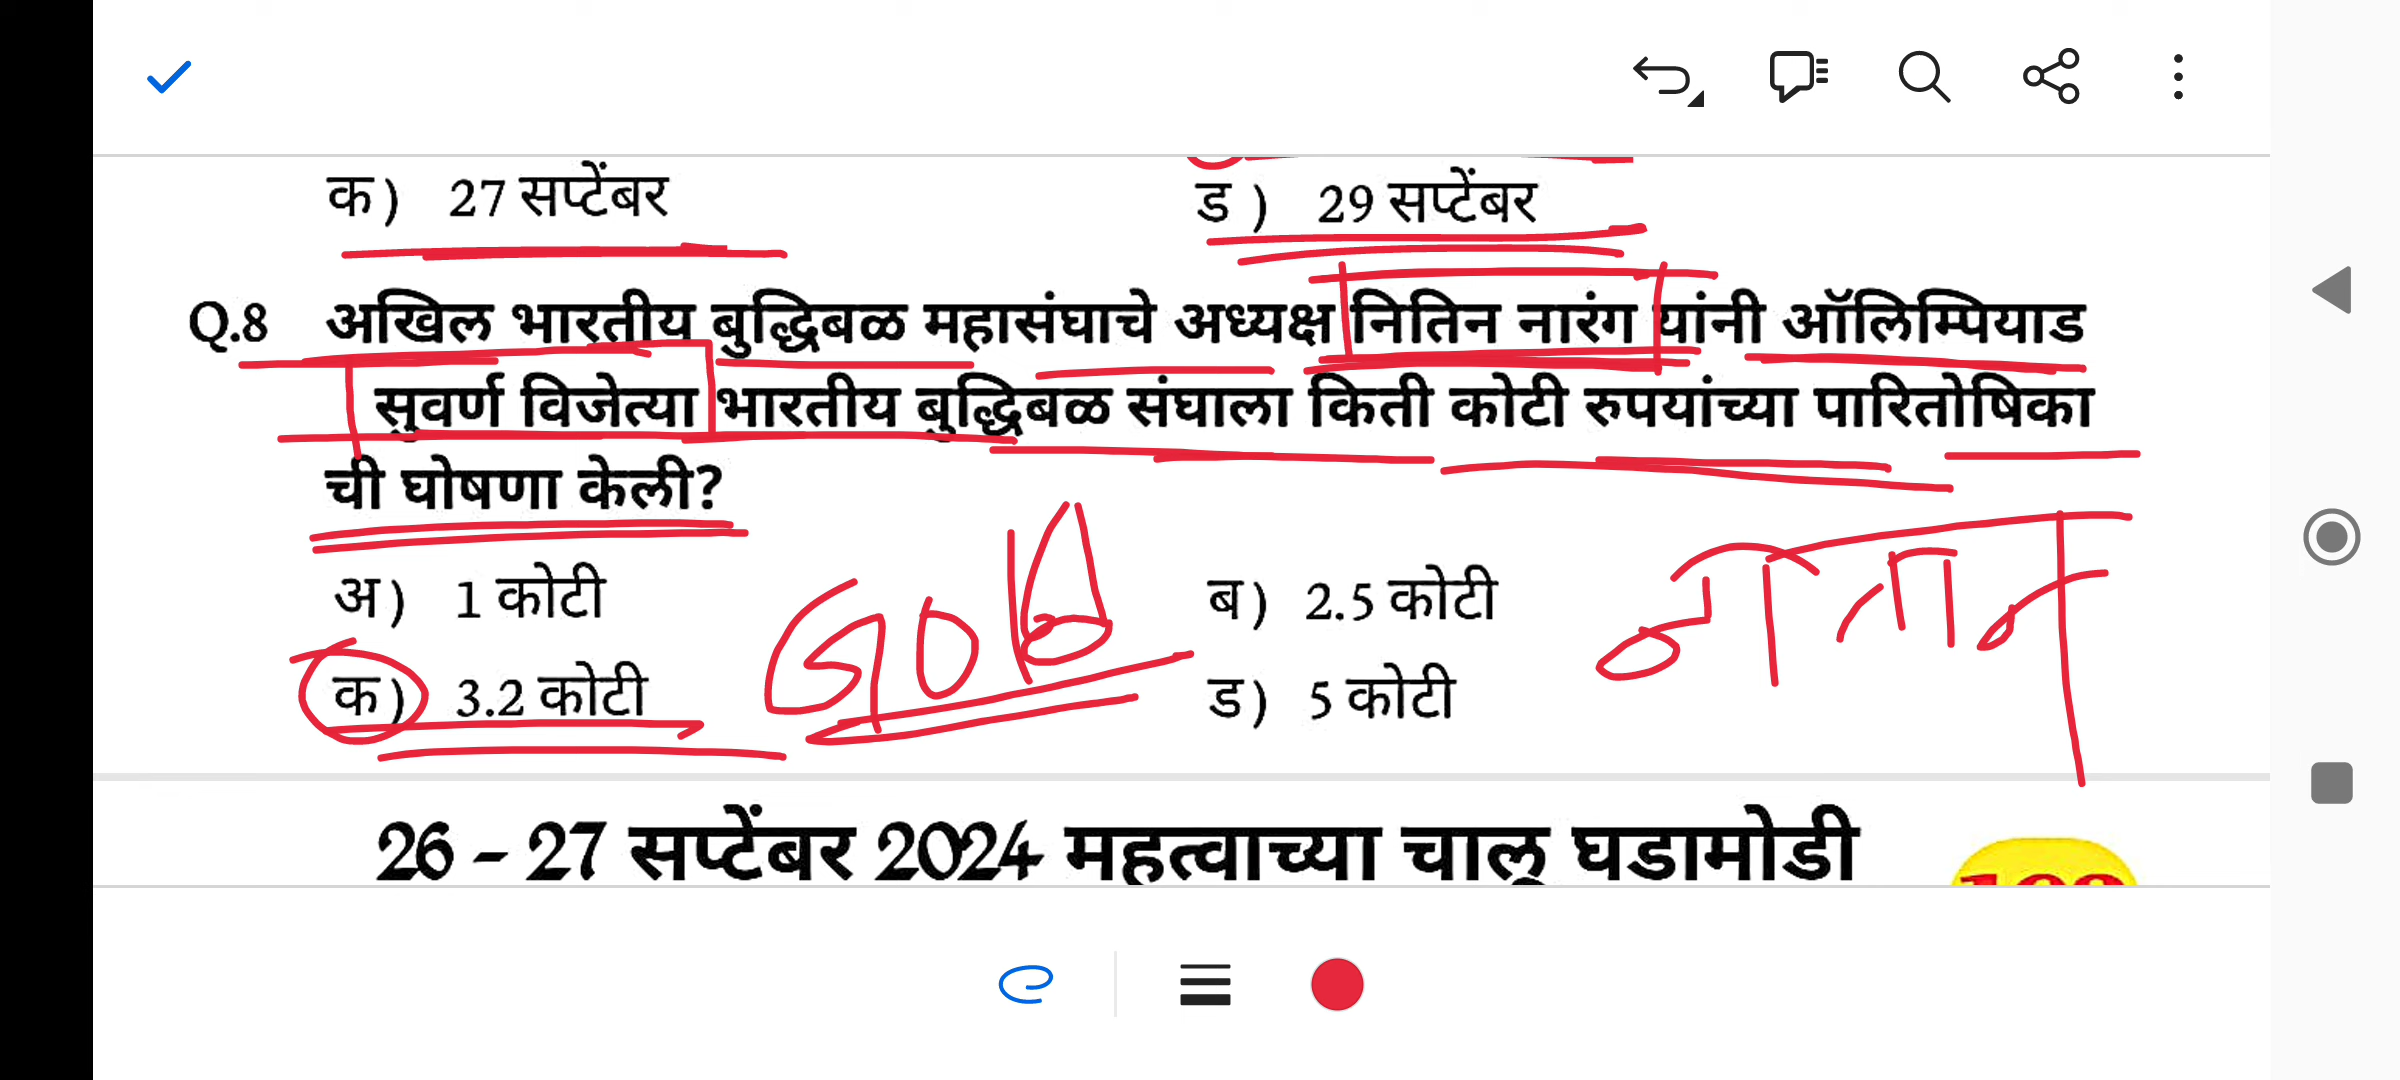 क) 27 सप्टेंबर ड ) 29 सप्टेंबर
Q.8 अखिल भारतीय बुद्धिबळ महासंघाचे अध्यक्ष नितिन नारंग यांनी ऑलिम्पियाड
सुवर्ण विजेत्या भारतीय बुद्धिबळ संघाला किती कोटी रुपयांच्या पारितोषिका
ची घोषणा केली?
अ) 1 कोटी ब) 2.5 कोटी
क) 3.2 कोटी ड) 5 कोटी
26 - 27 सप्टेंबर 2024 महत्वाच्या चालू घडामोडी